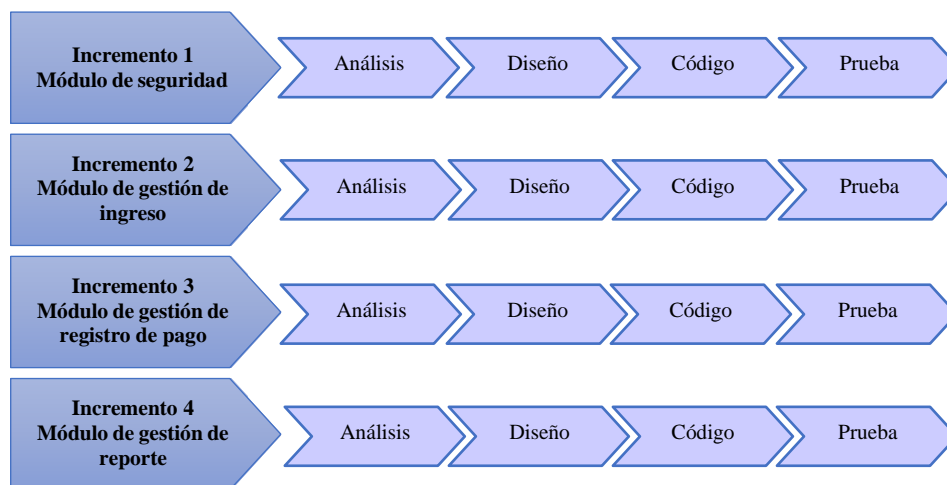 Incremento 1
Módulo de seguridad
Análisis
Diseño
Código
Prueba
Incremento 2
Módulo de gestión de
ingreso
Análisis
Diseño
Código
Prueba
Incremento 3
Módulo de gestión de
registro de pago
Análisis
Diseño
Código
Prueba
Incremento 4
Módulo de gestión de
reporte
Análisis
Diseño
Código
Prueba